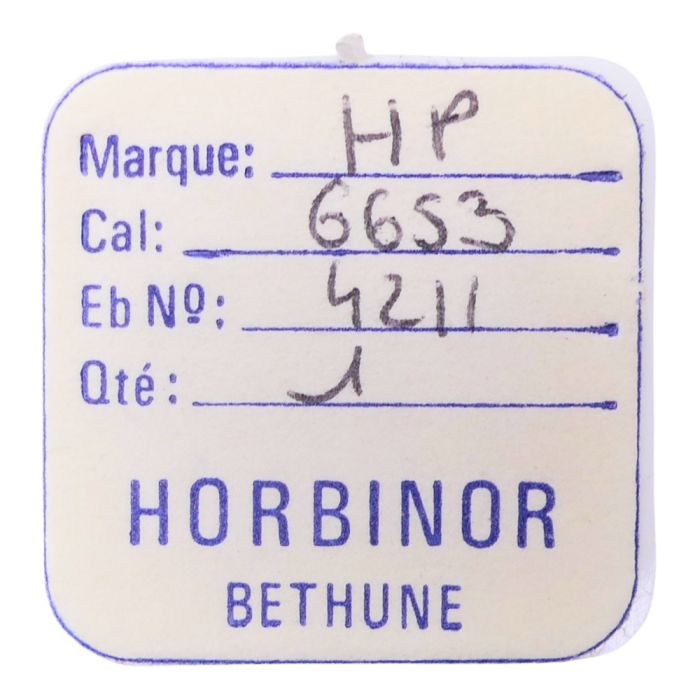 Marque: HP
Cal: 6653
Eb Nº: 4211
Qté: 1
HORBINOR
BETHUNE